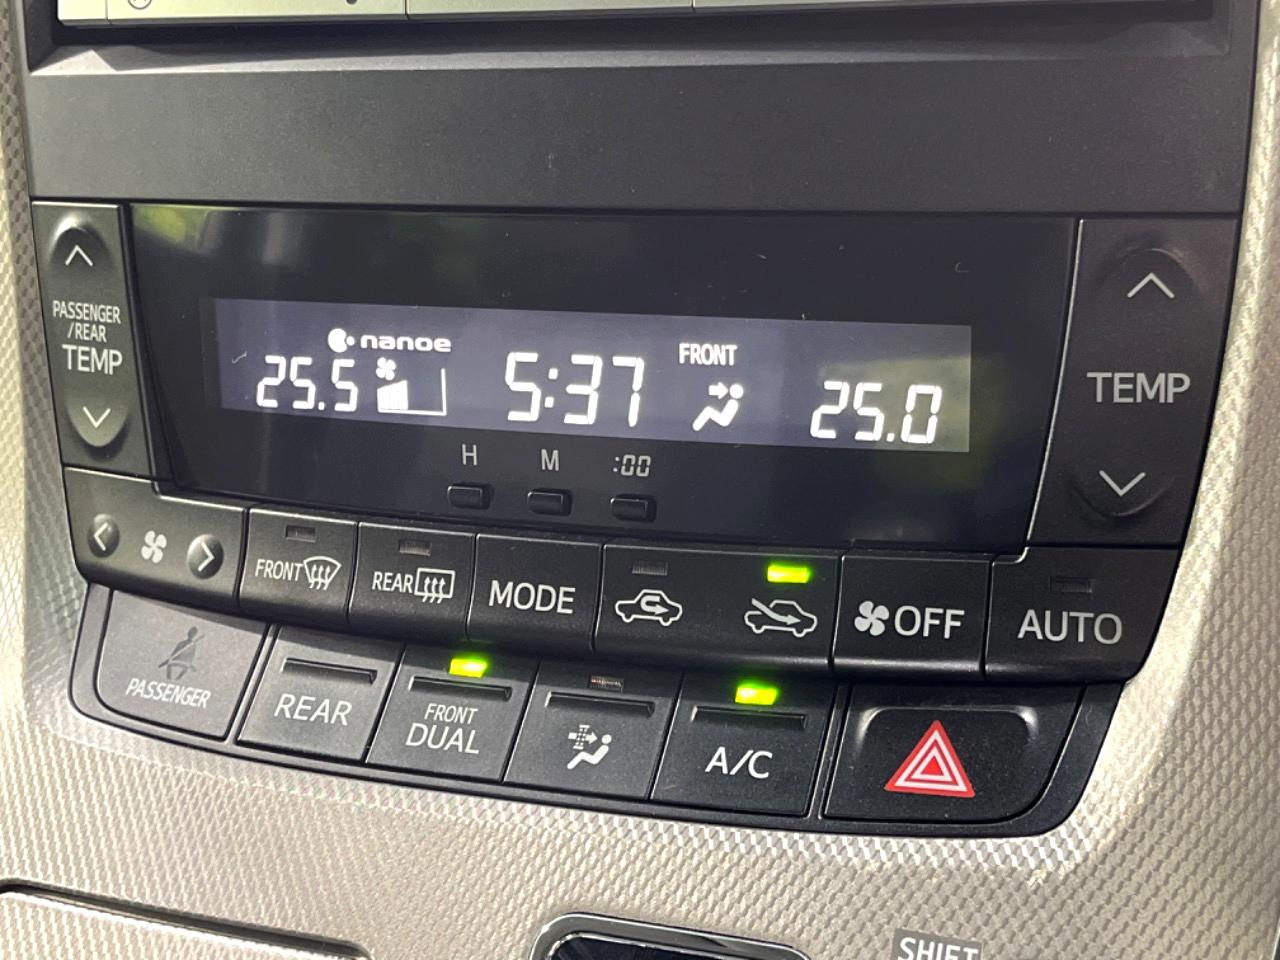 PASSENGER
/REAR
TEMP
nanoe
25.5
5:37
FRONT
25.0
TEMP
H
M
:00
FRONT
REAR
MODE
OFF
AUTO
PASSENGER
REAR
FRONT
DUAL
A/C
SHIFT